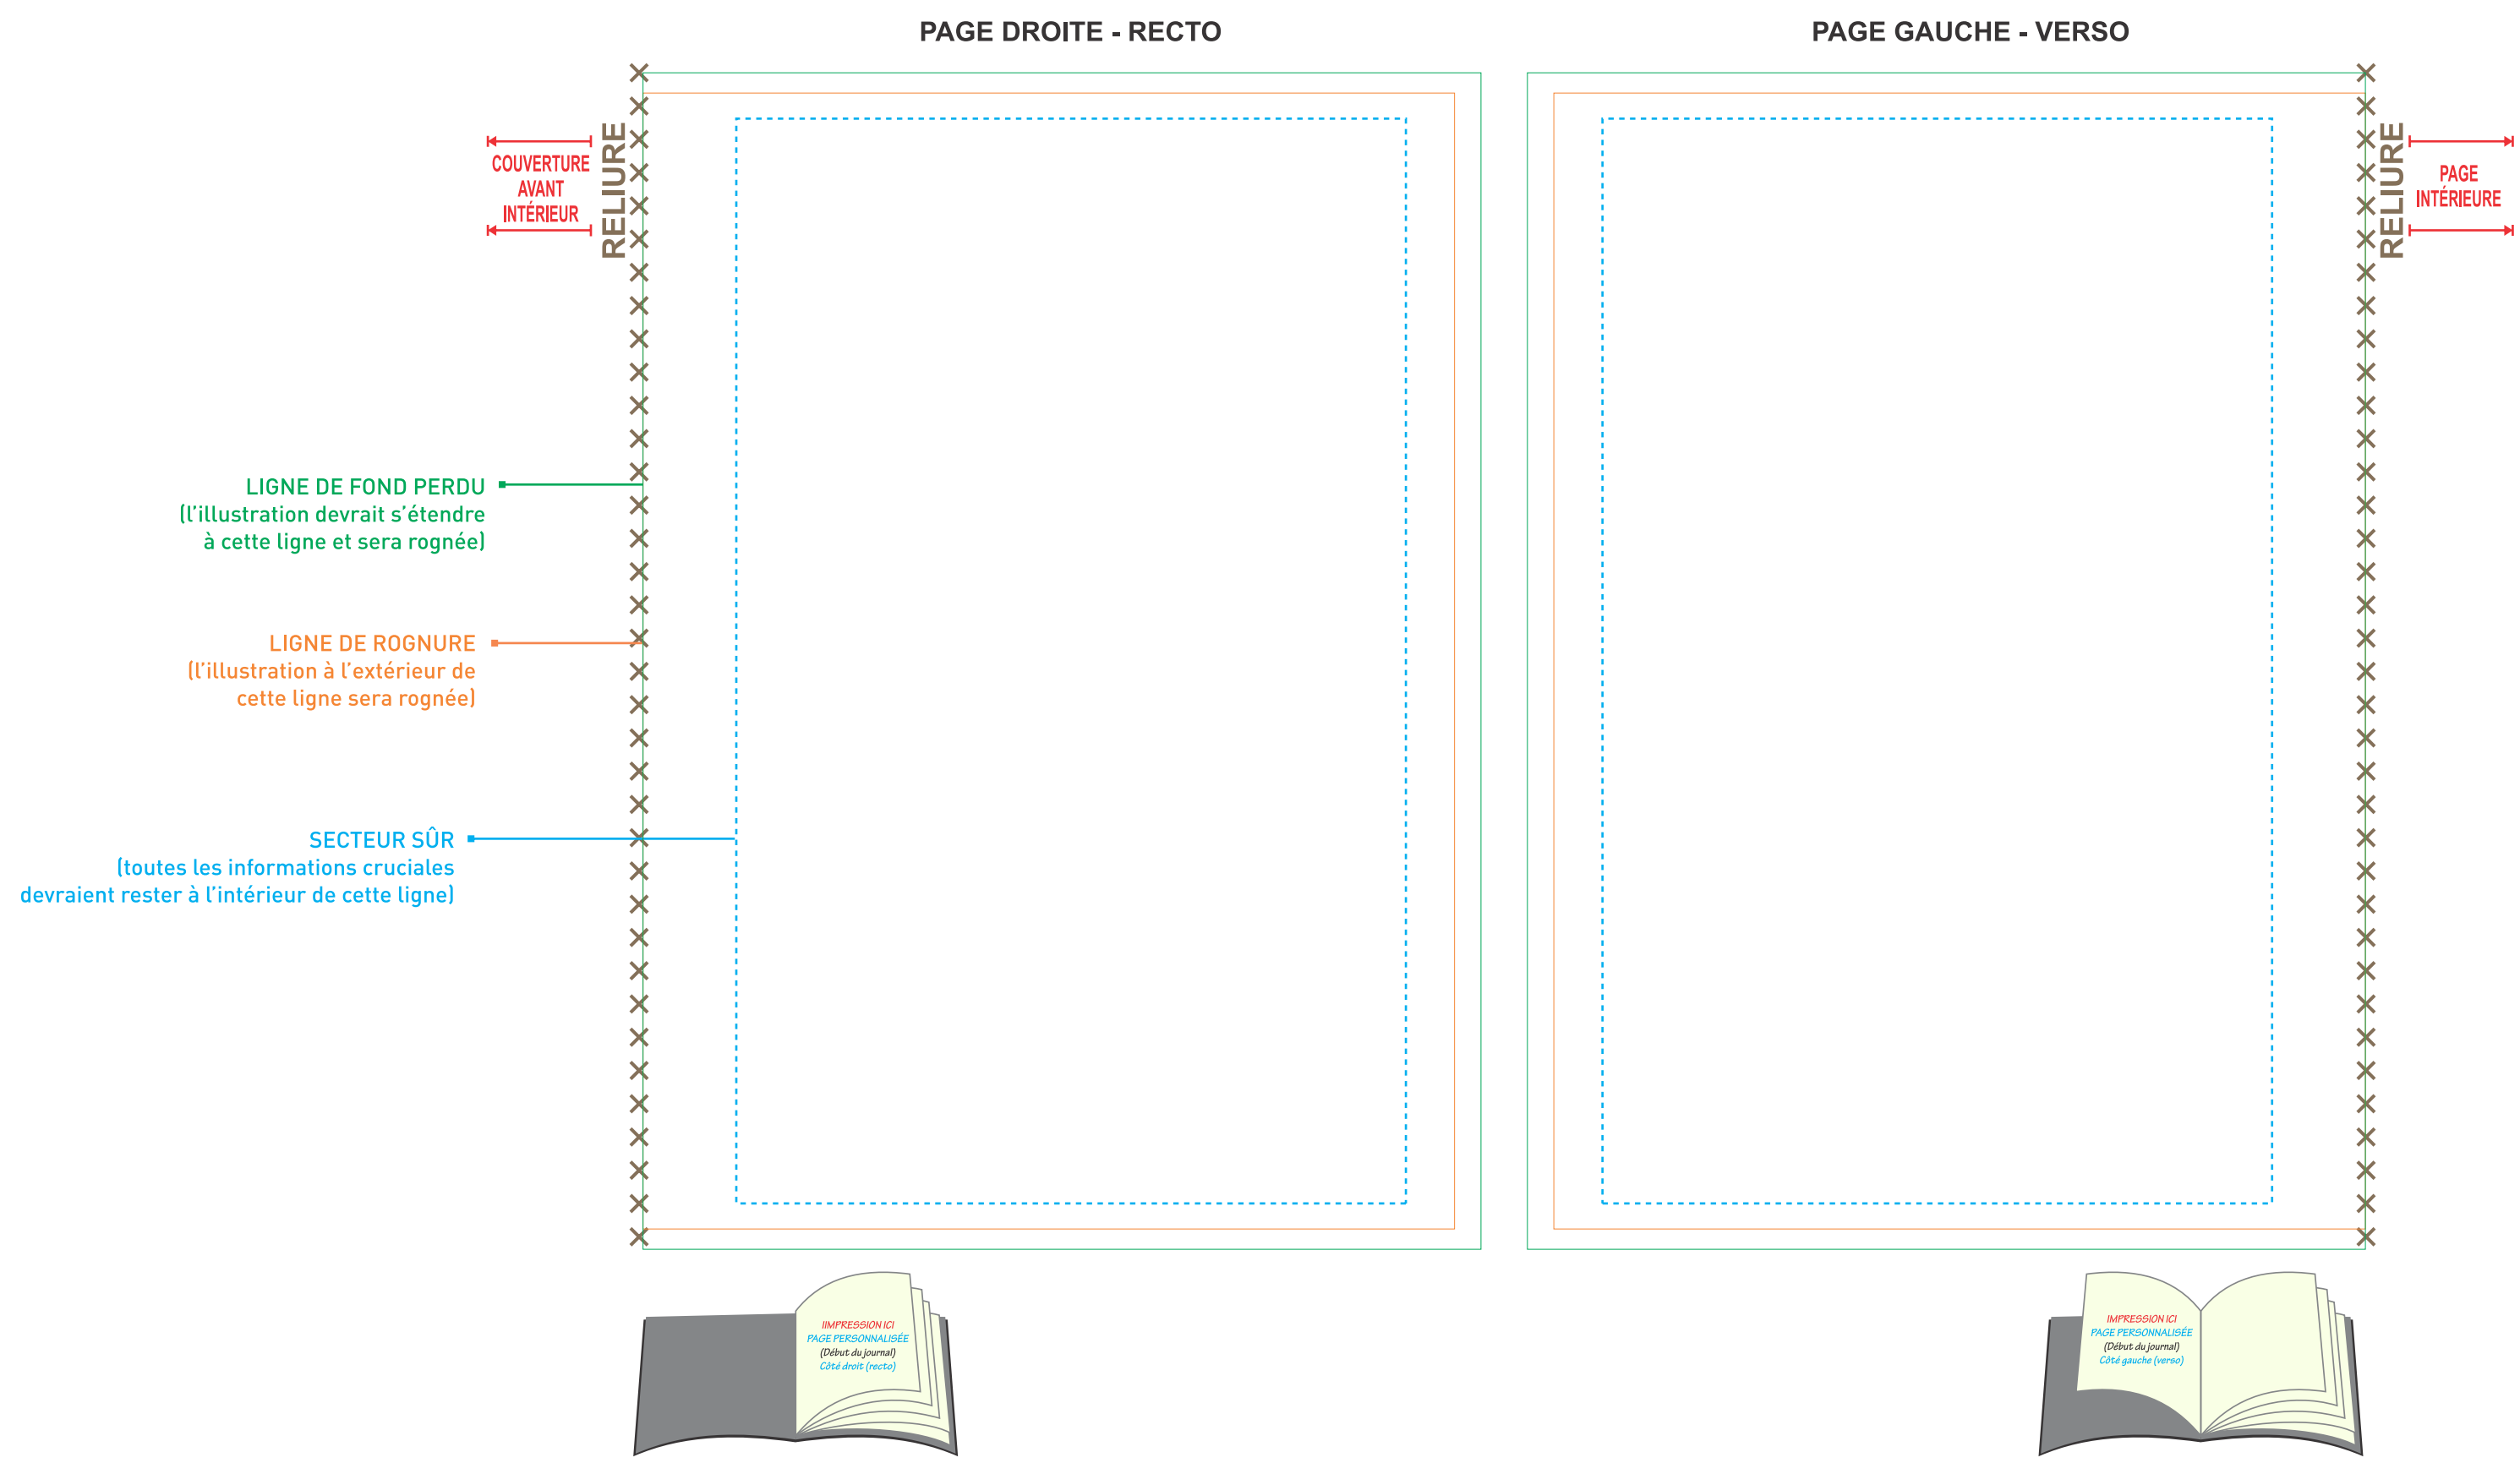 PAGE DROITE - RECTO
PAGE GAUCHE - VERSO
COUVERTURE
AVANT
INTÉRIEUR
RELIURE
RELIURE
PAGE
INTÉRIEURE
LIGNE DE FOND PERDU
(l'illustration devrait s'étendre
à cette ligne et sera rognée)
LIGNE DE ROGNURE
(l'illustration à l'extérieur de
cette ligne sera rognée)
SECTEUR SÛR
(toutes les informations cruciales
devraient rester à l'intérieur de cette ligne)
IIMPRESSION ICI
PAGE PERSONNALISÉE
(Début du journal)
Côté droit (recto)
IMPRESSION ICI
PAGE PERSONNALISÉE
(Début du journal)
Côté gauche (verso)